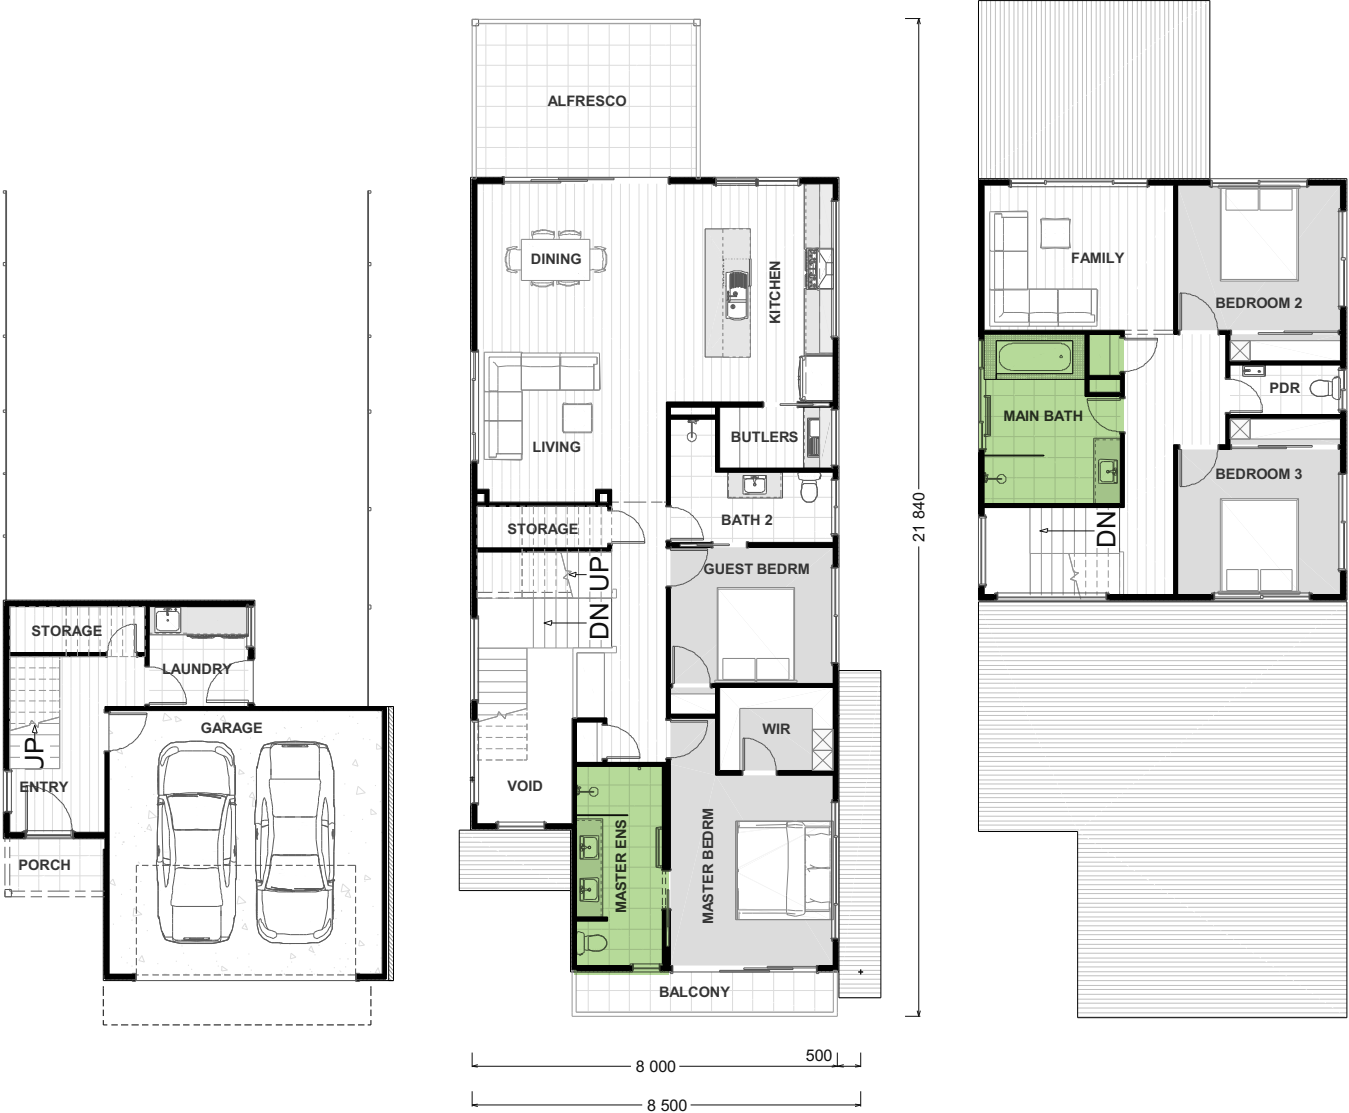 STORAGE
LAUNDRY
GARAGE
UP
ENTRY
PORCH
ALFRESCO
DINING
KITCHEN
LIVING
BUTLERS
BATH 2
STORAGE
GUEST BEDRM
DN UP
WIR
VOID
MASTER ENS
MASTER BEDRM
BALCONY
21 840
500
8 000
8 500
FAMILY
BEDROOM 2
PDR
MAIN BATH
BEDROOM 3
DN